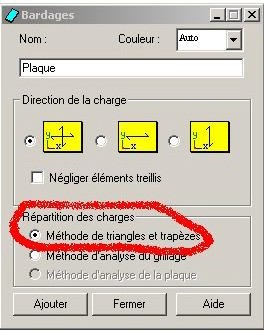 Bardages
Nom : Couleur : Auto
Plaque
Direction de la charge
y x y x y x
Négliger éléments treillis
Répartition des charges
Méthode de triangles et trapèzes
Méthode d'analyse du grillage
Méthode d'analyse de la plaque
Ajouter Fermer Aide